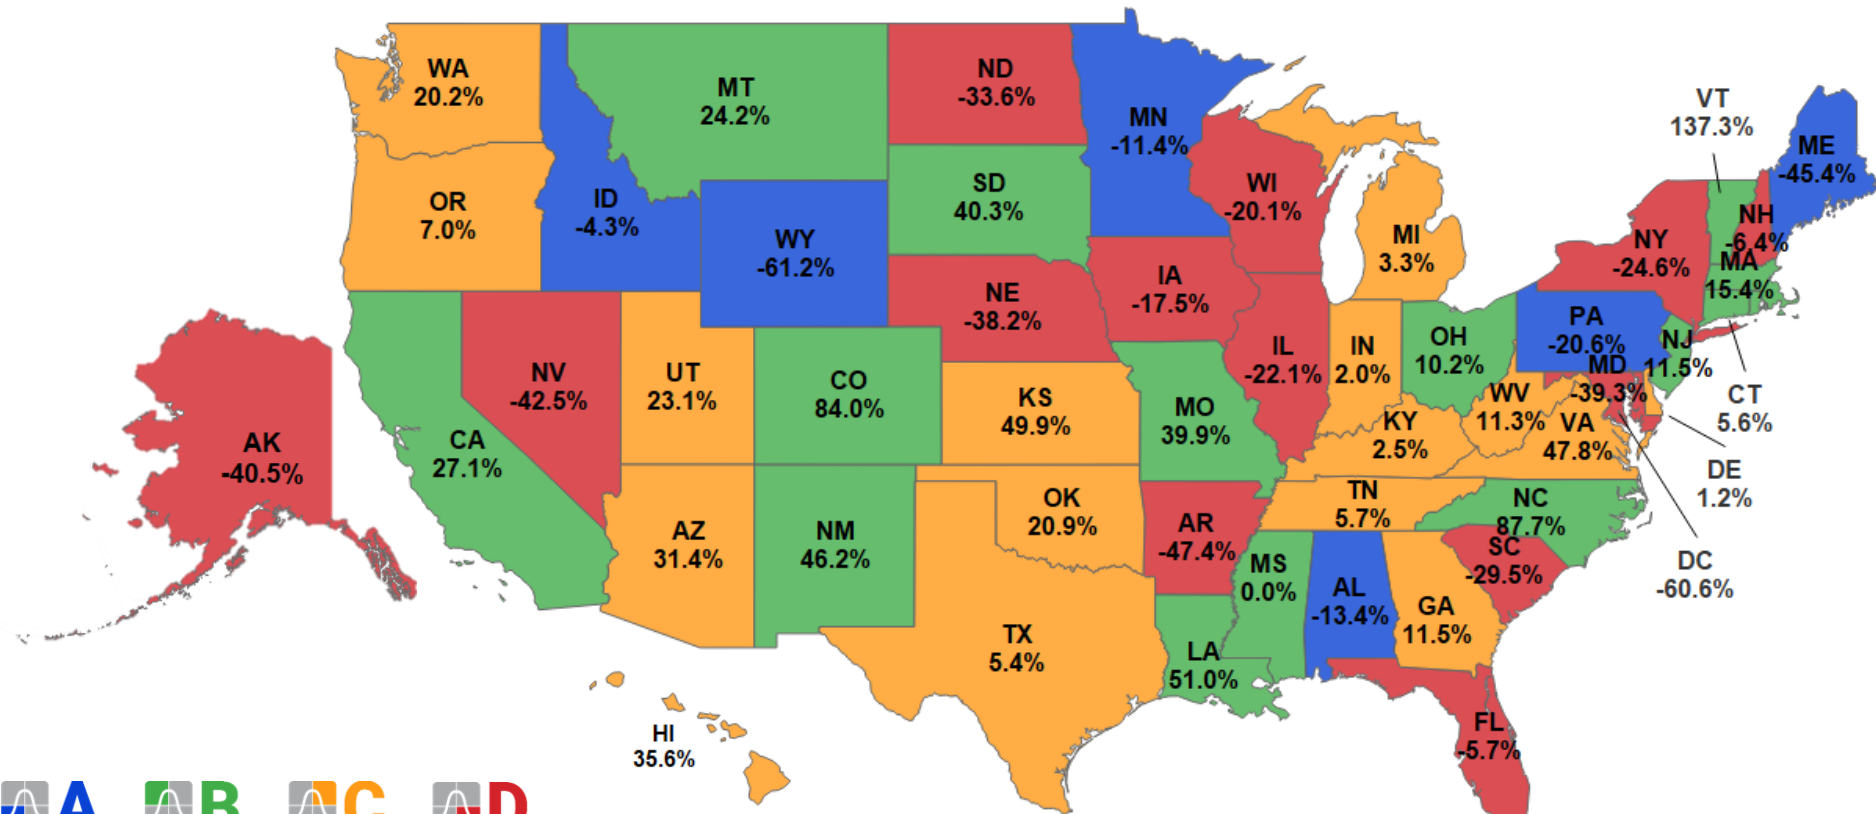 WA
20.2%
MT
24.2%
ND
-33.6%
MN
-11.4%
VT
137.3%
ME
-45.4%
OR
7.0%
ID
-4.3%
WY
-61.2%
SD
40.3%
WI
-20.1%
MI
3.3%
NY
-24.6%
NH
-6.4%
MA
15.4%
NE
-38.2%
IA
-17.5%
PA
-20.6%
NJ
11.5%
NV
-42.5%
UT
23.1%
CO
84.0%
KS
49.9%
MO
39.9%
IL
-22.1%
IN
2.0%
OH
10.2%
MD
-39.3%
WV
11.3%
VA
47.8%
KY
2.5%
CT
5.6%
DE
1.2%
DC
-60.6%
AK
-40.5%
CA
27.1%
AZ
31.4%
NM
46.2%
OK
20.9%
AR
-47.4%
TN
5.7%
NC
87.7%
SC
-29.5%
MS
0.0%
AL
-13.4%
GA
11.5%
TX
5.4%
LA
51.0%
FL
-5.7%
HI
35.6%
A B C D